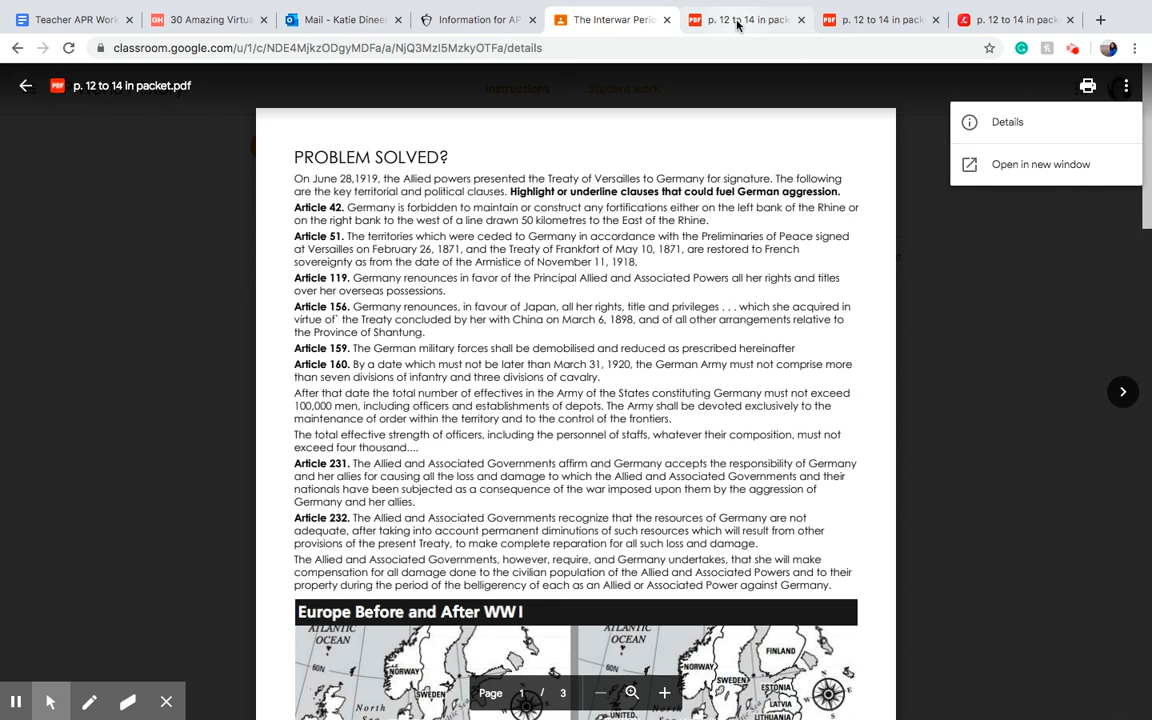 Teacher APR Work
30 Amazing Virtua
Mail - Katie Dineen
Information for AP
The Interwar Perio
p. 12 to 14 in packe
p. 12 to 14 in packe
p. 12 to 14 in packe
classroom.google.com/u/1/c/NDE4MjkzODgyMDFa/a/NjQ3MzI5MzkyOTFa/details
p. 12 to 14 in packet.pdf
Instructions
Student work
Details
Open in new window
PROBLEM SOLVED?
On June 28,1919, the Allied powers presented the Treaty of Versailles to Germany for signature. The following
are the key territorial and political clauses. Highlight or underline clauses that could fuel German aggression.
Article 42. Germany is forbidden to maintain or construct any fortifications either on the left bank of the Rhine or
on the right bank to the west of a line drawn 50 kilometres to the East of the Rhine.
Article 51. The territories which were ceded to Germany in accordance with the Preliminaries of Peace signed
at Versailles on February 26, 1871, and the Treaty of Frankfort of May 10, 1871, are restored to French
sovereignty as from the date of the Armistice of November 11, 1918.
Article 119. Germany renounces in favor of the Principal Allied and Associated Powers all her rights and titles
over her overseas possessions.
Article 156. Germany renounces, in favour of Japan, all her rights, title and privileges . . . which she acquired in
virtue of` the Treaty concluded by her with China on March 6, 1898, and of all other arrangements relative to
the Province of Shantung.
Article 159. The German military forces shall be demobilised and reduced as prescribed hereinafter
Article 160. By a date which must not be later than March 31, 1920, the German Army must not comprise more
than seven divisions of infantry and three divisions of cavalry.
After that date the total number of effectives in the Army of the States constituting Germany must not exceed
100,000 men, including officers and establishments of depots. The Army shall be devoted exclusively to the
maintenance of order within the territory and to the control of the frontiers.
The total effective strength of officers, including the personnel of staffs, whatever their composition, must not
exceed four thousand....
Article 231. The Allied and Associated Governments affirm and Germany accepts the responsibility of Germany
and her allies for causing all the loss and damage to which the Allied and Associated Governments and their
nationals have been subjected as a consequence of the war imposed upon them by the aggression of
Germany and her allies.
Article 232. The Allied and Associated Governments recognize that the resources of Germany are not
adequate, after taking into account permanent diminutions of such resources which will result from other
provisions of the present Treaty, to make complete reparation for all such loss and damage.
The Allied and Associated Governments, however, require, and Germany undertakes, that she will make
compensation for all damage done to the civilian population of the Allied and Associated Powers and to their
property during the period of the belligerency of each as an Allied or Associated Power against Germany.
Europe Before and After WW I
ATLANTIC
OCEAN
60N
NORWAY
SWEDEN
North
ATLANTIC
OCEAN
60N
NORWAY
SWEDEN
FINLAND
ESTONIA
LATVIA
LITHUANIA
North
UNITED
Page 1 / 3